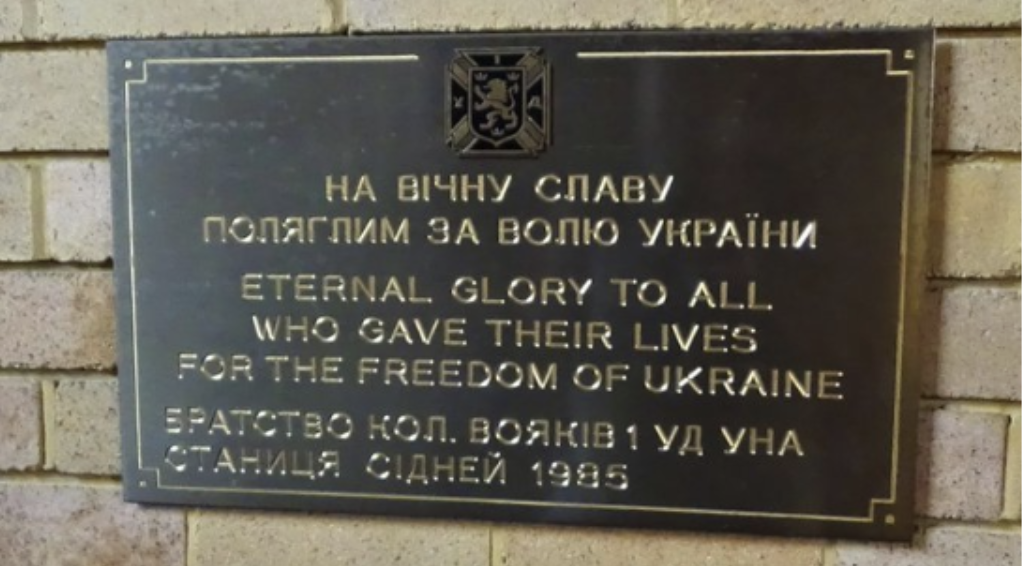 І
У Д
НА ВІЧНУ СЛАВУ
ПОЛЯГЛИМ ЗА ВОЛЮ УКРАЇНИ
ETERNAL GLORY TO ALL
WHO GAVE THEIR LIVES
FOR THE FREEDOM OF UKRAINE
БРАТСТВО КОЛ. ВОЯКІВ 1 УД УНА
СТАНИЦЯ СІДНЕЙ 1985